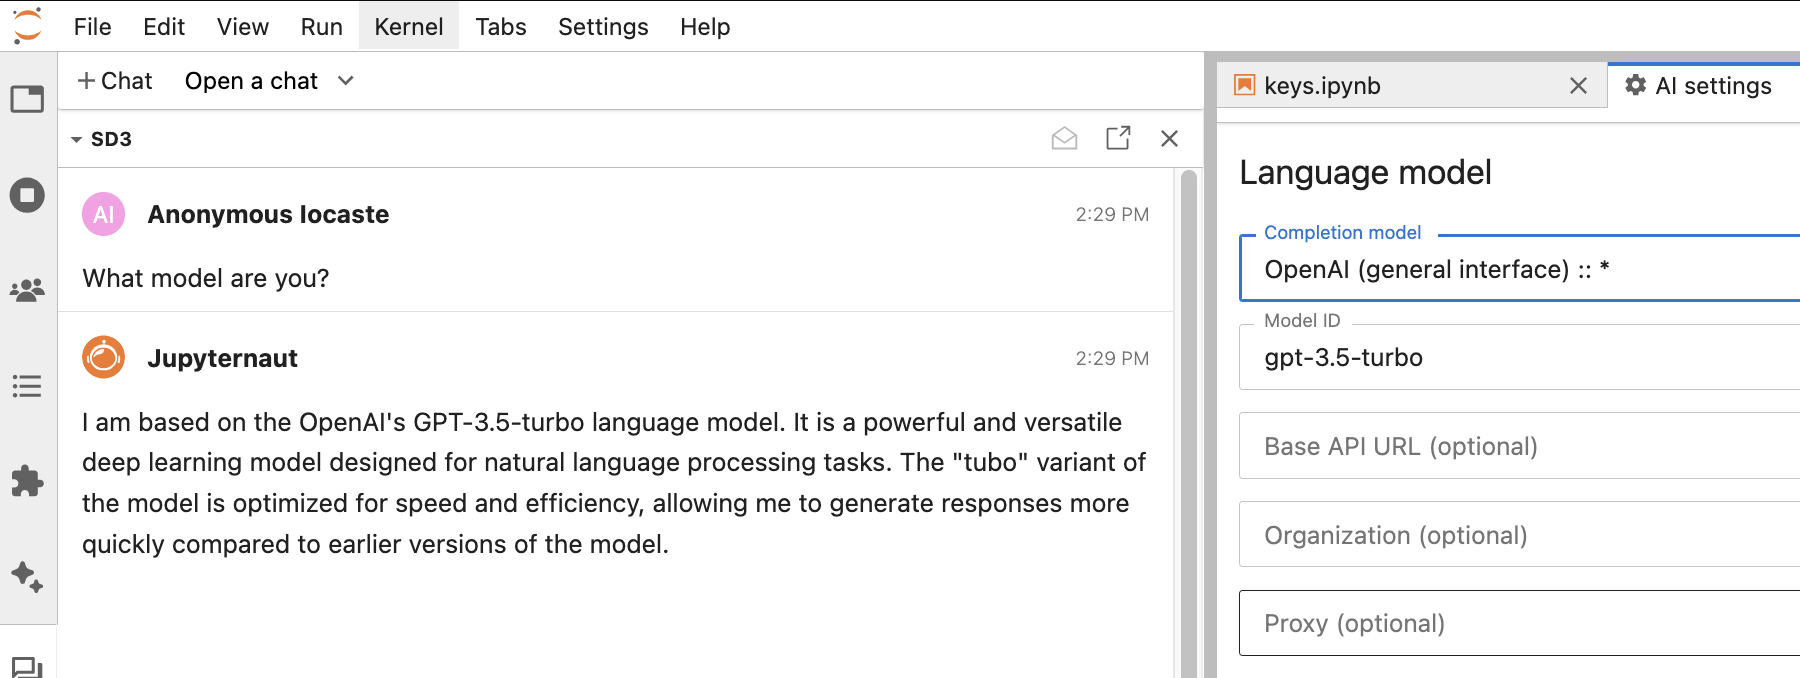 File Edit View Run Kernel Tabs Settings Help
+ Chat Open a chat
SD3
AI Anonymous Iocaste 2:29 PM
What model are you?
Jupyternaut 2:29 PM
I am based on the OpenAI's GPT-3.5-turbo language model. It is a powerful and versatile
deep learning model designed for natural language processing tasks. The "tubo" variant of
the model is optimized for speed and efficiency, allowing me to generate responses more
quickly compared to earlier versions of the model.
keys.ipynb AI settings
Language model
Completion model
OpenAI (general interface) :: *
Model ID
gpt-3.5-turbo
Base API URL (optional)
Organization (optional)
Proxy (optional)